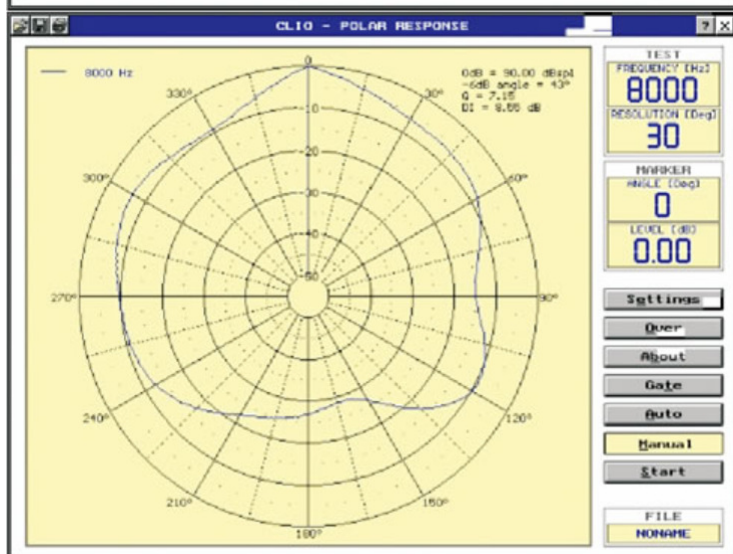 CLIO - POLAR RESPONSE
? X
8000 Hz
0dB = 90.00 dBspl
-6dB angle = 43°
Q = 7.15
DI = 8.55 dB
0
330°
30°
-10
-20
300°
60°
-30
-40
-50
270°
90°
240°
120°
210°
150°
180°
TEST
FREQUENCY [Hz]
8000
RESOLUTION [Deg]
30
MARKER
ANGLE [Deg]
0
LEVEL [dB]
0.00
Settings
Over
About
Gate
Auto
Manual
Start
FILE
NONAME